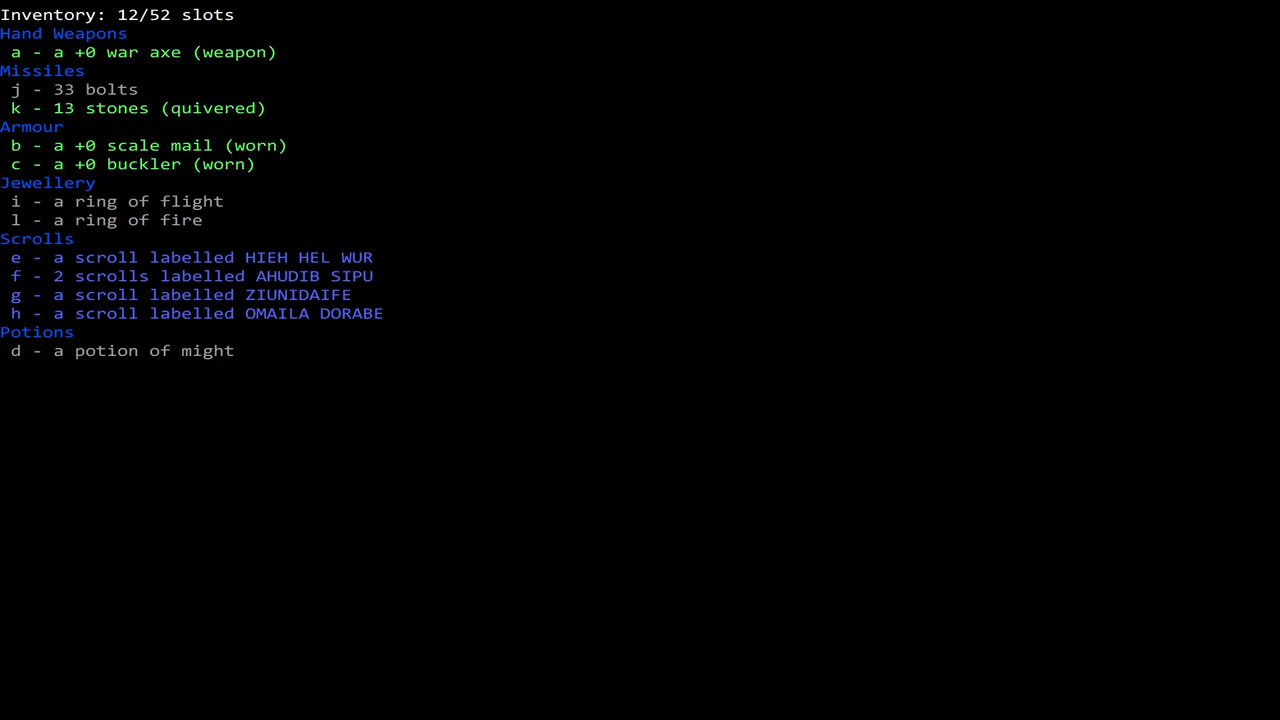 Inventory: 12/52 slots
Hand Weapons
a - a +0 war axe (weapon)
Missiles
j - 33 bolts
k - 13 stones (quivered)
Armour
b - a +0 scale mail (worn)
c - a +0 buckler (worn)
Jewellery
i - a ring of flight
l - a ring of fire
Scrolls
e - a scroll labelled HIEH HEL WUR
f - 2 scrolls labelled AHUDIB SIPU
g - a scroll labelled ZIUNIDAIFE
h - a scroll labelled OMAILA DORABE
Potions
d - a potion of might